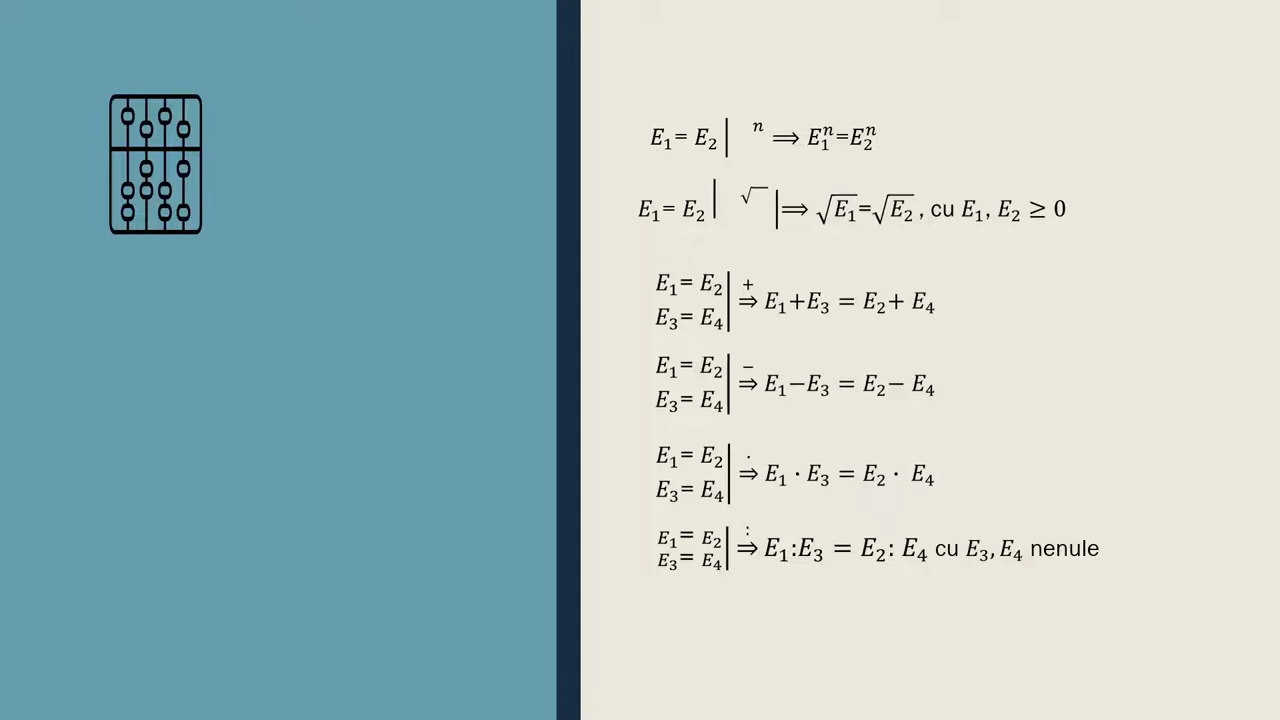 E₁= E₂ | ⁿ ⟹ E₁ⁿ=E₂ⁿ
E₁= E₂ | √ |⟹ √E₁=√E₂ , cu E₁, E₂ ≥ 0
E₁= E₂
E₃= E₄ | +⇒ E₁+E₃ = E₂+ E₄
E₁= E₂
E₃= E₄ | −⇒ E₁−E₃ = E₂− E₄
E₁= E₂
E₃= E₄ | ·⇒ E₁ · E₃ = E₂ · E₄
E₁= E₂
E₃= E₄ | :⇒ E₁:E₃ = E₂: E₄ cu E₃, E₄ nenule